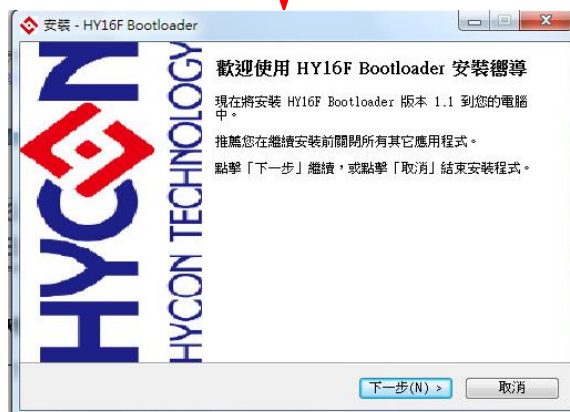 安裝 - HY16F Bootloader
HYCON
HYCON TECHNOLOGY
歡迎使用 HY16F Bootloader 安裝嚮導
現在將安裝 HY16F Bootloader 版本 1.1 到您的電腦
中。
推薦您在繼續安裝前關閉所有其它應用程式。
點擊「下一步」繼續，或點擊「取消」結束安裝程式。
下一步(N) >
取消